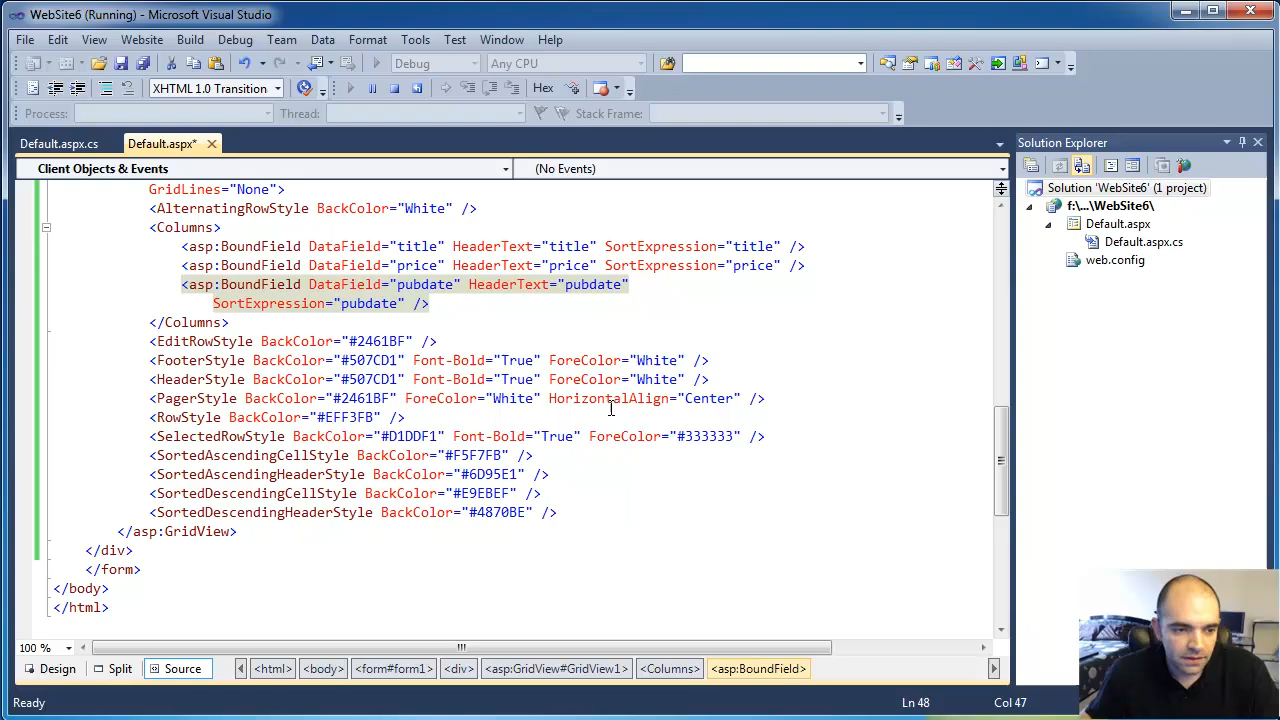 WebSite6 (Running) - Microsoft Visual Studio
File Edit View Website Build Debug Team Data Format Tools Test Window Help
Debug Any CPU
XHTML 1.0 Transition Hex
Process: Thread: Stack Frame:
Default.aspx.cs Default.aspx* Solution Explorer
Client Objects & Events (No Events)
GridLines="None">
<AlternatingRowStyle BackColor="White" />
<Columns>
<asp:BoundField DataField="title" HeaderText="title" SortExpression="title" />
<asp:BoundField DataField="price" HeaderText="price" SortExpression="price" />
<asp:BoundField DataField="pubdate" HeaderText="pubdate"
SortExpression="pubdate" />
</Columns>
<EditRowStyle BackColor="#2461BF" />
<FooterStyle BackColor="#507CD1" Font-Bold="True" ForeColor="White" />
<HeaderStyle BackColor="#507CD1" Font-Bold="True" ForeColor="White" />
<PagerStyle BackColor="#2461BF" ForeColor="White" HorizontalAlign="Center" />
<RowStyle BackColor="#EFF3FB" />
<SelectedRowStyle BackColor="#D1DDF1" Font-Bold="True" ForeColor="#333333" />
<SortedAscendingCellStyle BackColor="#F5F7FB" />
<SortedAscendingHeaderStyle BackColor="#6D95E1" />
<SortedDescendingCellStyle BackColor="#E9EBEF" />
<SortedDescendingHeaderStyle BackColor="#4870BE" />
</asp:GridView>
</div>
</form>
</body>
</html>
Solution 'WebSite6' (1 project)
f:\...\WebSite6\
Default.aspx
Default.aspx.cs
web.config
100 %
Design Split Source <html> <body> <form#form1> <div> <asp:GridView#GridView1> <Columns> <asp:BoundField>
Ready Ln 48 Col 47